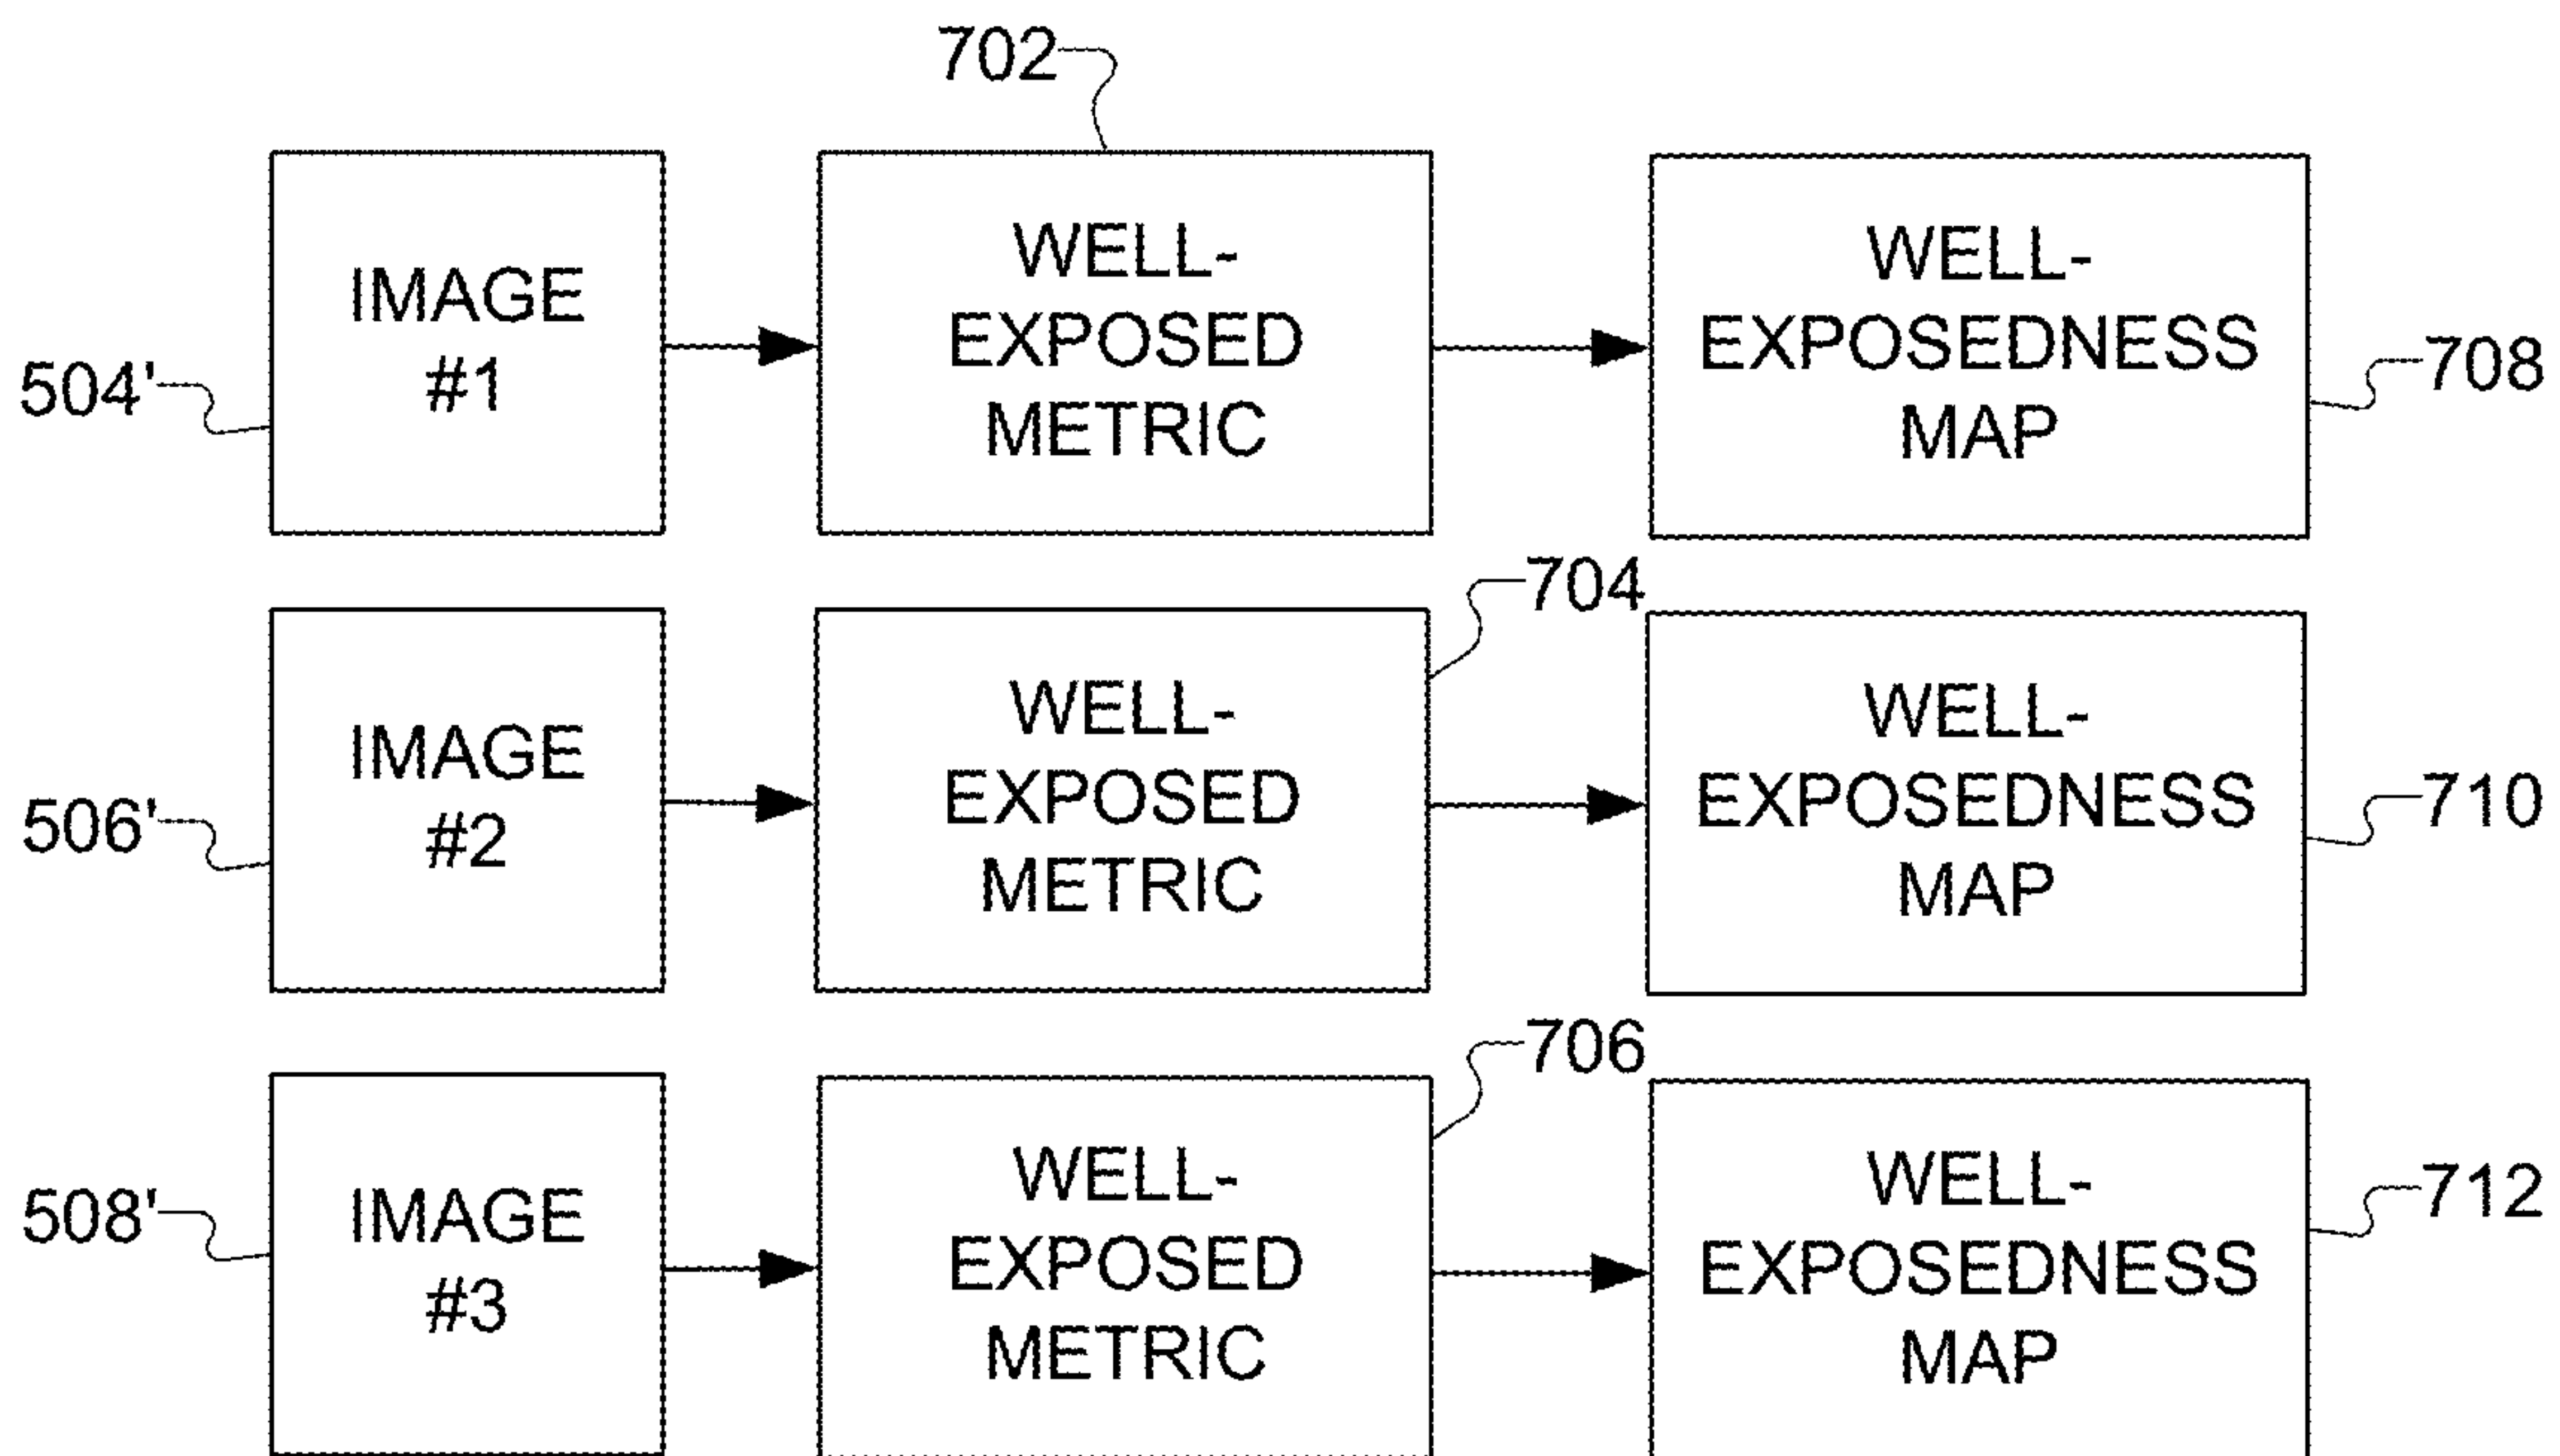 702
IMAGE
#1
504'
WELL-
EXPOSED
METRIC
WELL-
EXPOSEDNESS
MAP
708
IMAGE
#2
506'
WELL-
EXPOSED
METRIC
704
WELL-
EXPOSEDNESS
MAP
710
IMAGE
#3
508'
WELL-
EXPOSED
METRIC
706
WELL-
EXPOSEDNESS
MAP
712